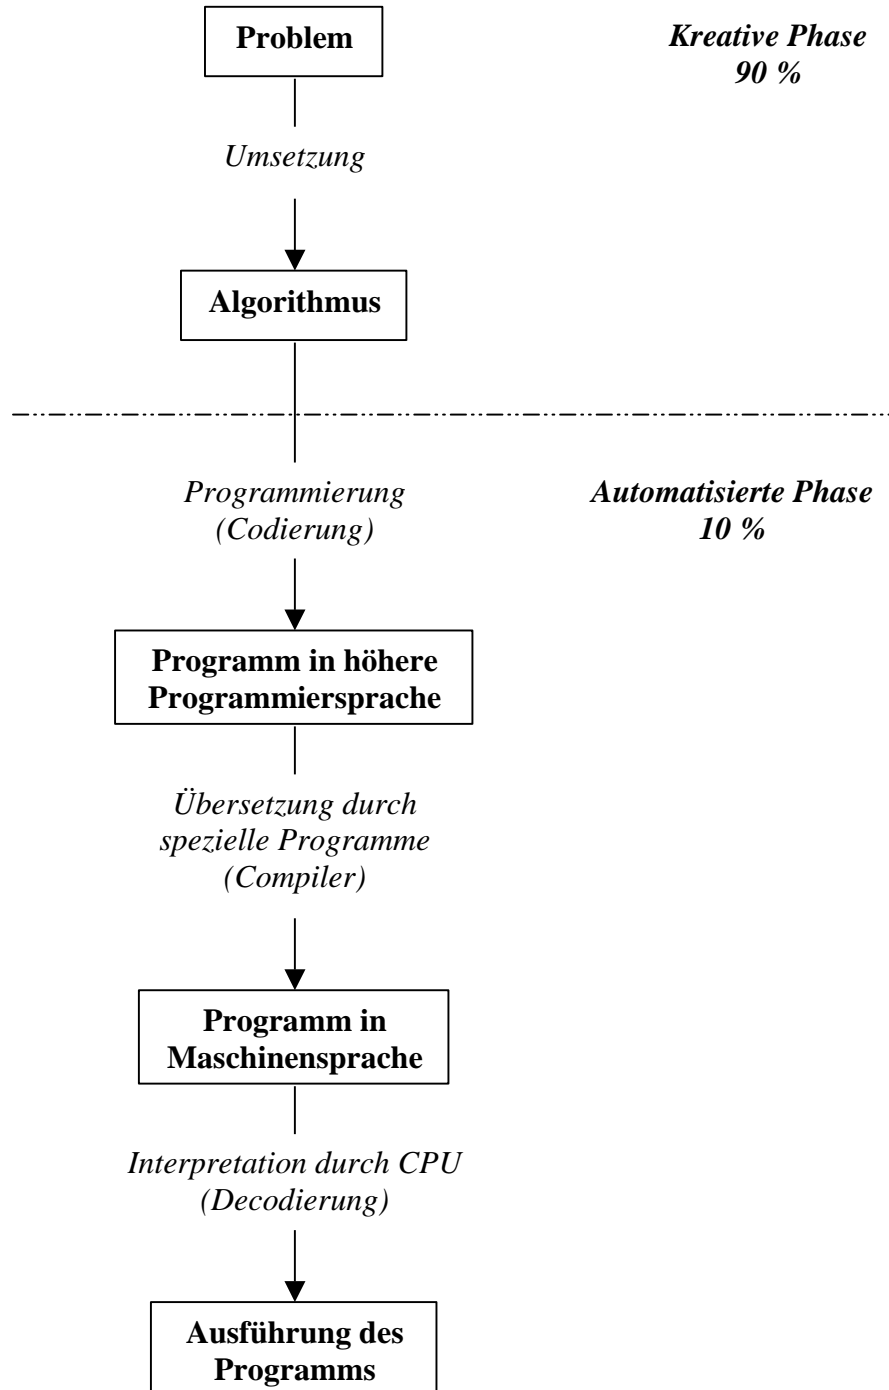 Problem
Kreative Phase
90 %
Umsetzung
Algorithmus
Programmierung
(Codierung)
Automatisierte Phase
10 %
Programm in höhere
Programmiersprache
Übersetzung durch
spezielle Programme
(Compiler)
Programm in
Maschinensprache
Interpretation durch CPU
(Decodierung)
Ausführung des
Programms